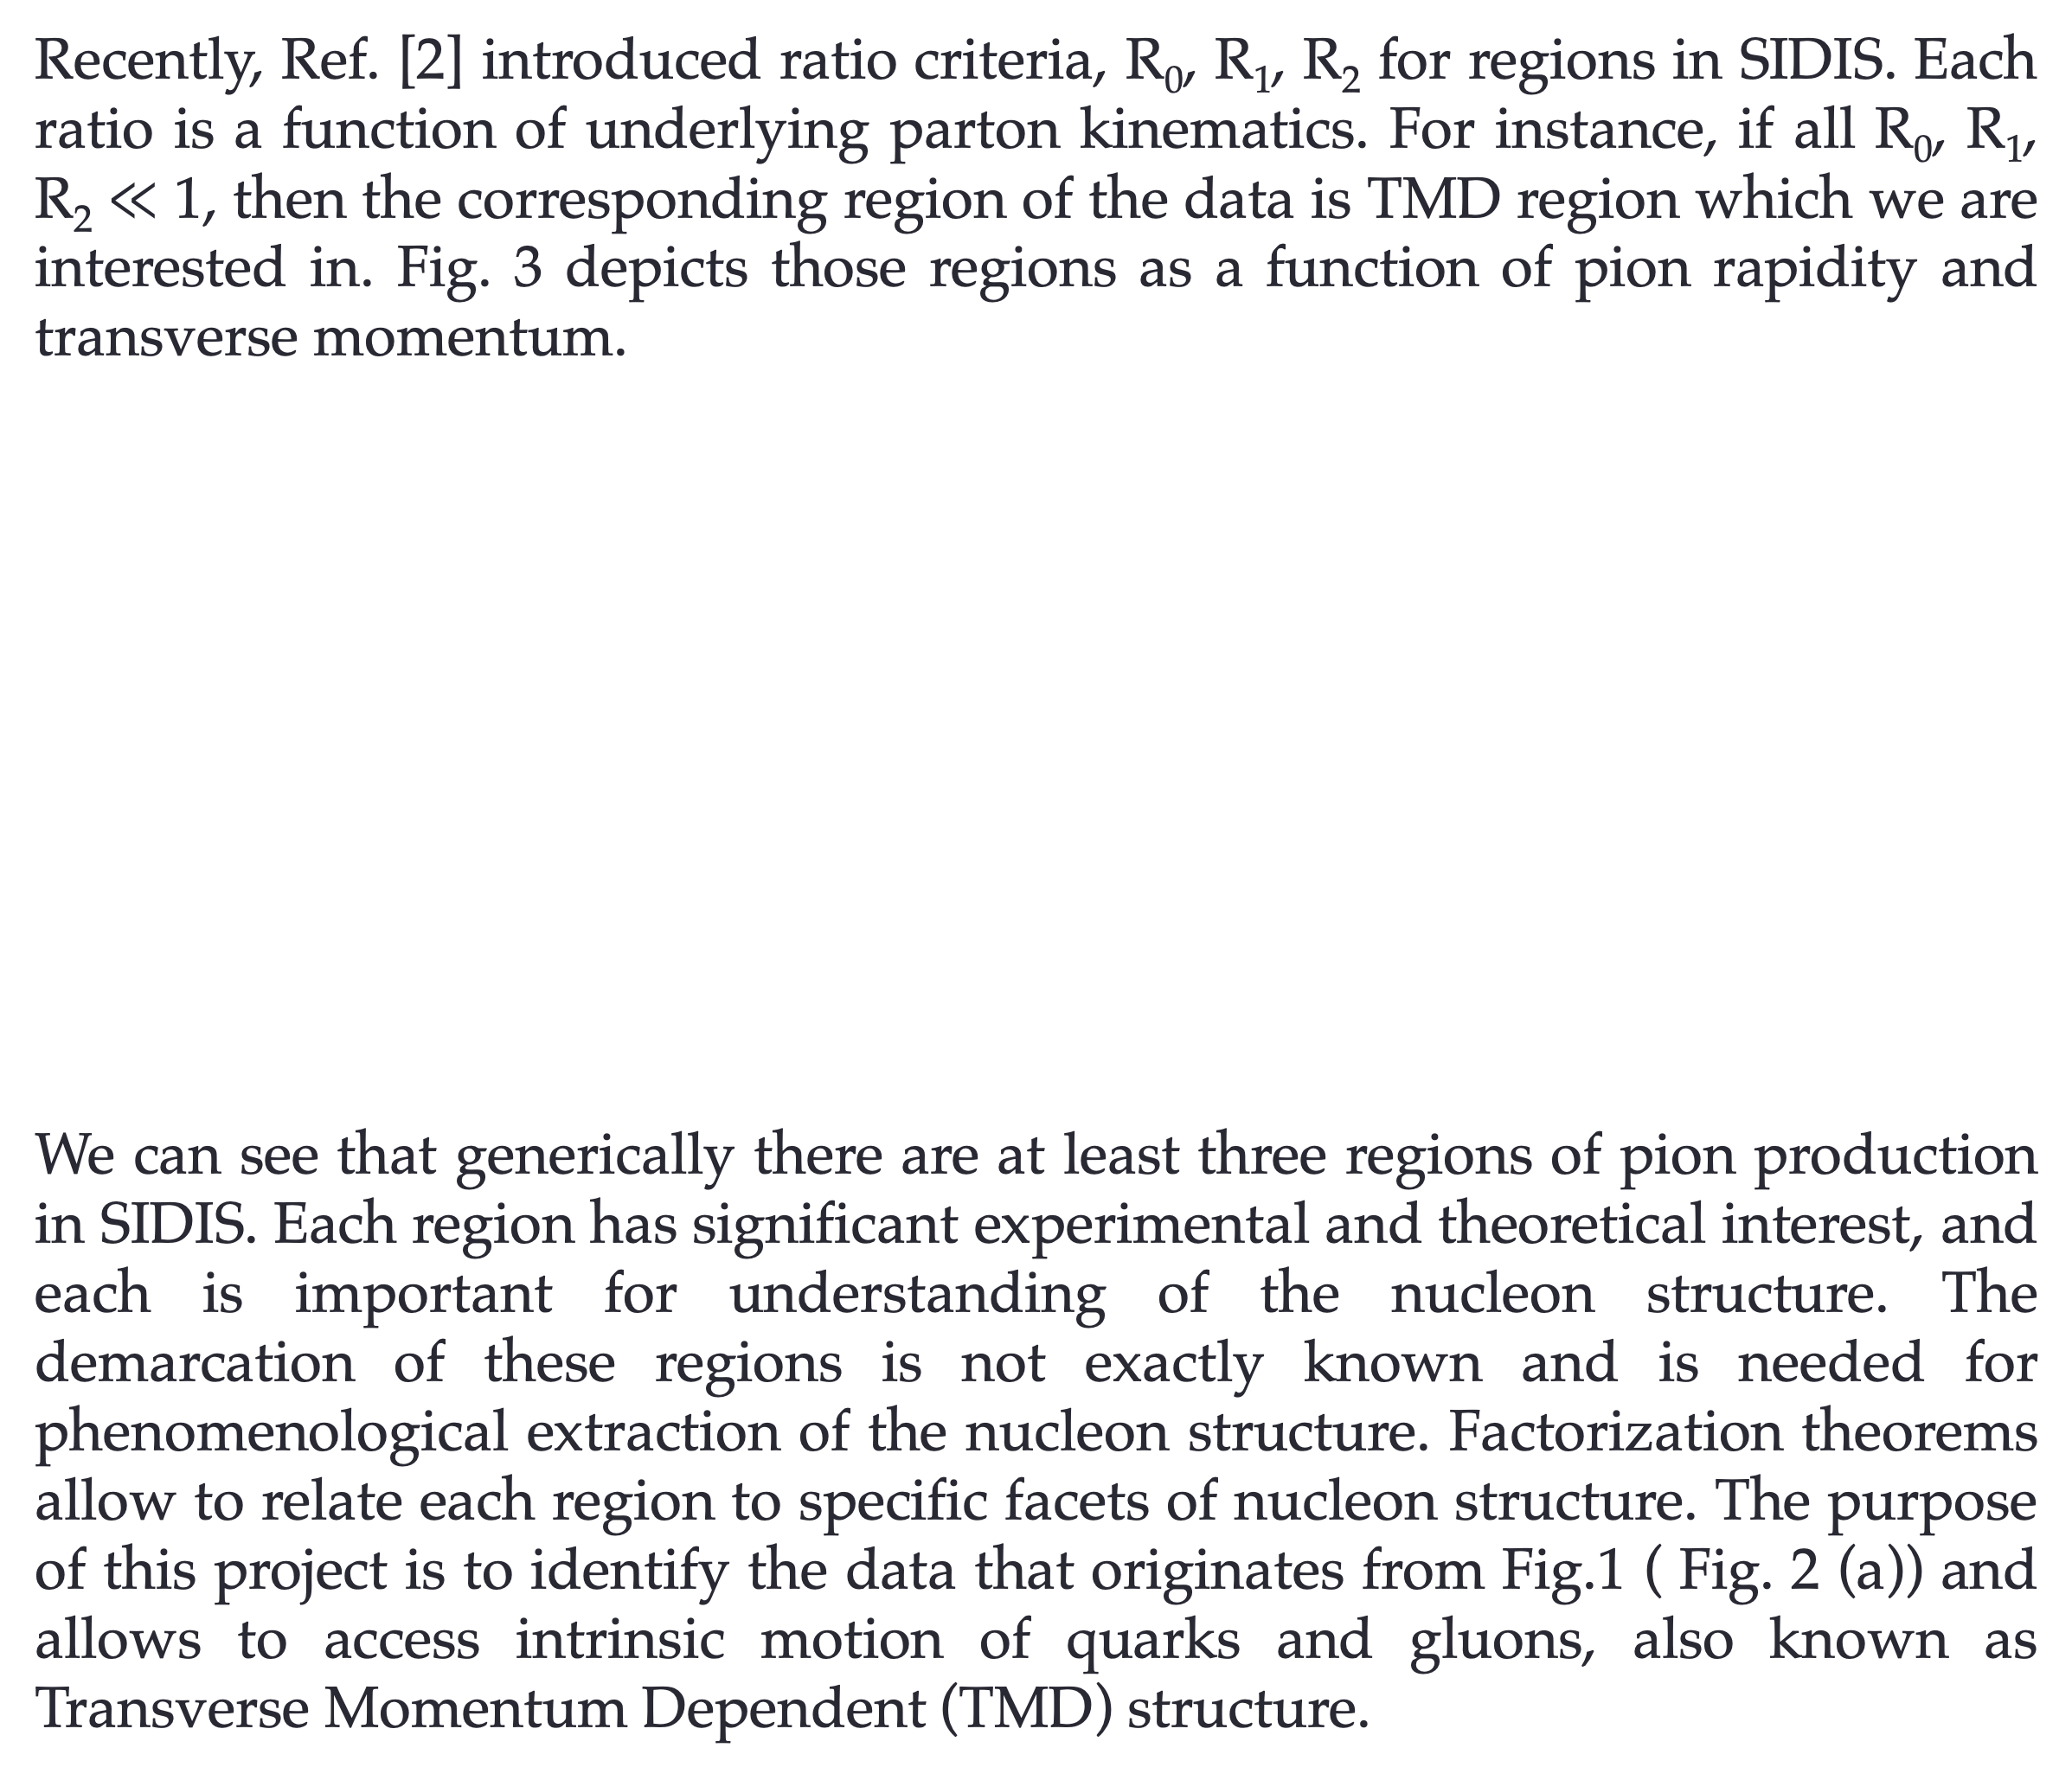 Recently, Ref. [2] introduced ratio criteria, R₀, R₁, R₂ for regions in SIDIS. Each
ratio is a function of underlying parton kinematics. For instance, if all R₀, R₁,
R₂ ≪ 1, then the corresponding region of the data is TMD region which we are
interested in. Fig. 3 depicts those regions as a function of pion rapidity and
transverse momentum.
We can see that generically there are at least three regions of pion production
in SIDIS. Each region has significant experimental and theoretical interest, and
each is important for understanding of the nucleon structure. The
demarcation of these regions is not exactly known and is needed for
phenomenological extraction of the nucleon structure. Factorization theorems
allow to relate each region to specific facets of nucleon structure. The purpose
of this project is to identify the data that originates from Fig.1 ( Fig. 2 (a)) and
allows to access intrinsic motion of quarks and gluons, also known as
Transverse Momentum Dependent (TMD) structure.